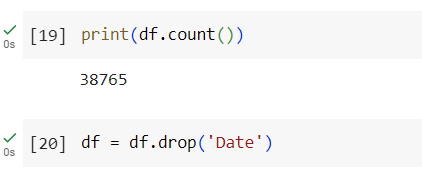 [19] print(df.count())
0s
38765
[20] df = df.drop('Date')
0s